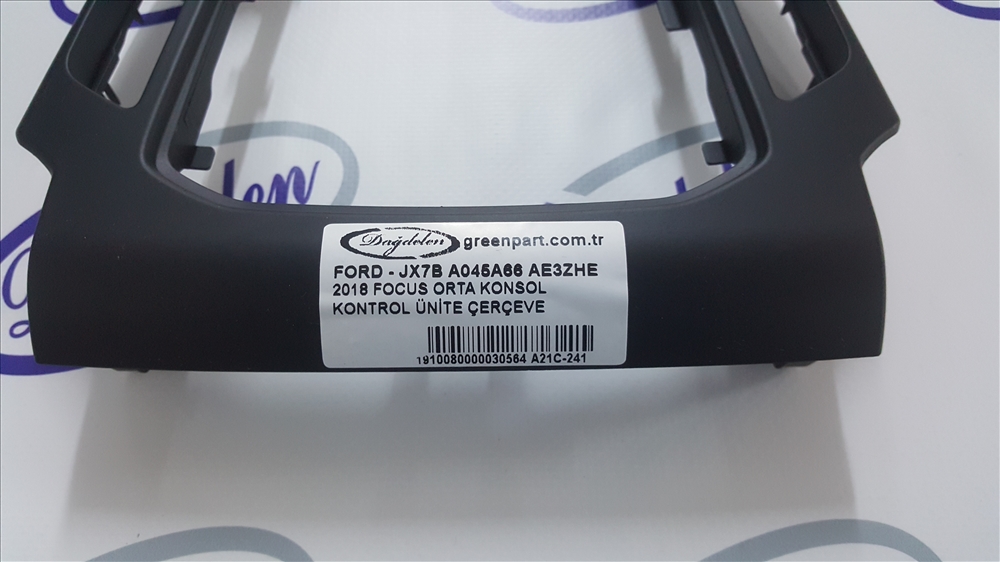 Dağdelen greenpart.com.tr
FORD - JX7B A045A66 AE3ZHE
2018 FOCUS ORTA KONSOL
KONTROL ÜNİTE ÇERÇEVE
1910080000030564 A21C-241